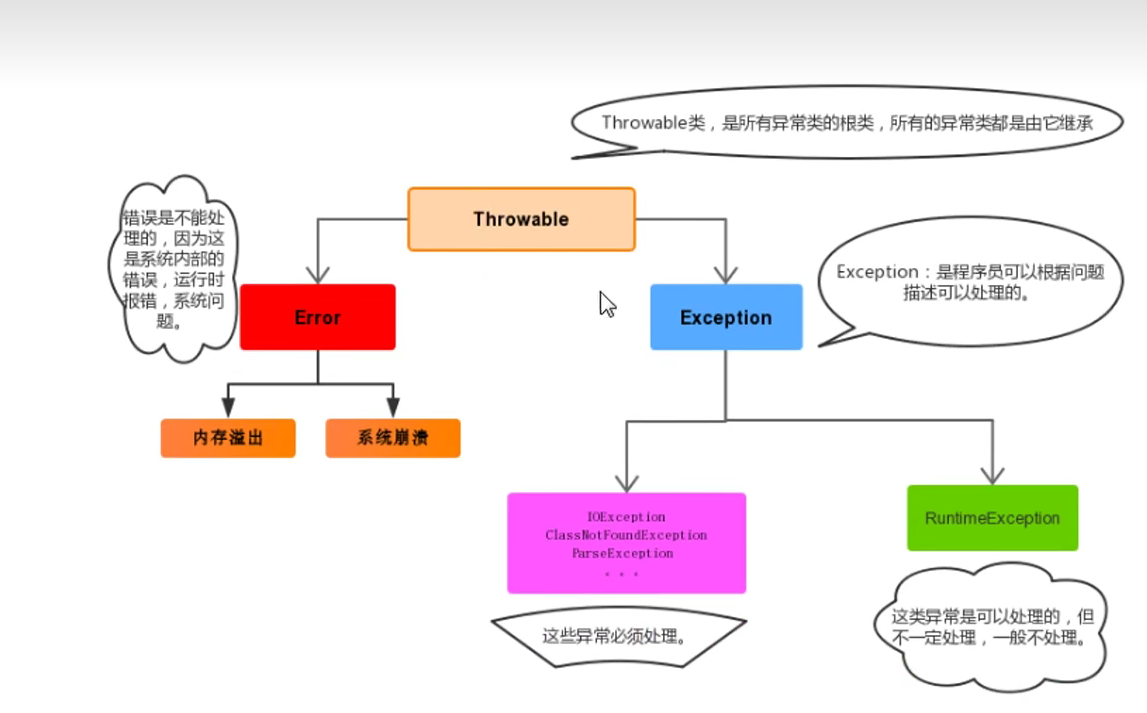 Throwable类，是所有异常类的根类，所有的异常类都是由它继承
Throwable
错误是不能处
理的，因为这
是系统内部的
错误，运行时
报错，系统问
题。
Exception：是程序员可以根据问题
描述可以处理的。
Error
Exception
内存溢出
系统崩溃
IOException
ClassNotFoundException
ParseException
。。。
RuntimeException
这些异常必须处理。
这类异常是可以处理的，但
不一定处理，一般不处理。